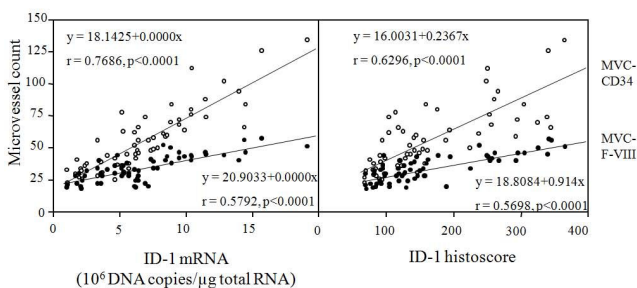 150
125
100
75
50
25
0
Microvessel count
y = 18.1425+0.0000x
r = 0.7686, p<0.0001
y = 20.9033+0.0000x
r = 0.5792, p<0.0001
0 5 10 15
ID-1 mRNA
(10⁶ DNA copies/µg total RNA)
y = 16.0031+0.2367x
r = 0.6296, p<0.0001
y = 18.8084+0.914x
r = 0.5698, p<0.0001
0 100 200 300 400
ID-1 histoscore
MVC-
CD34
MVC-
F-VIII